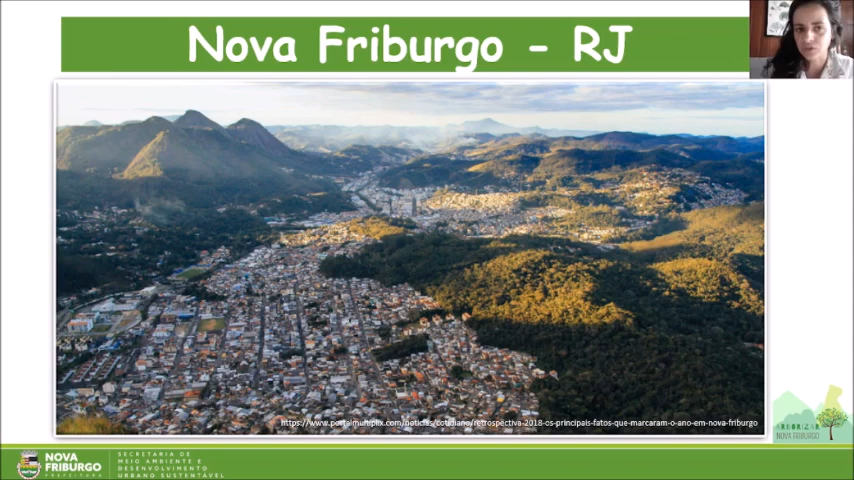 Nova Friburgo - RJ
https://www.portalmultiplix.com/noticias/cotidiano/retrospectiva-2018-os-principais-fatos-que-marcaram-o-ano-em-nova-friburgo
ARBORIZAR
NOVA FRIBURGO
NOVA
FRIBURGO
PREFEITURA
SECRETARIA DE
MEIO AMBIENTE E
DESENVOLVIMENTO
URBANO SUSTENTÁVEL